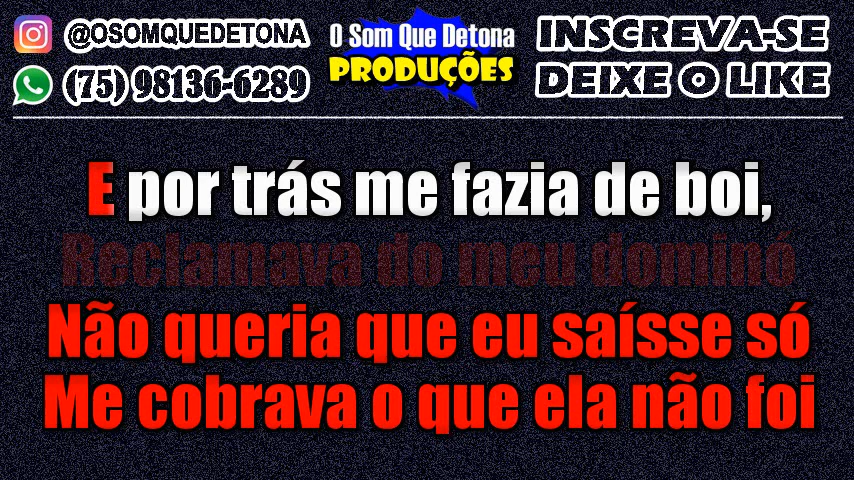 @OSOMQUEDETONA
(75) 98136-6289
O Som Que Detona
PRODUÇÕES
INSCREVA-SE
DEIXE O LIKE
E por trás me fazia de boi,
Reclamava do meu dominó
Não queria que eu saísse só
Me cobrava o que ela não foi